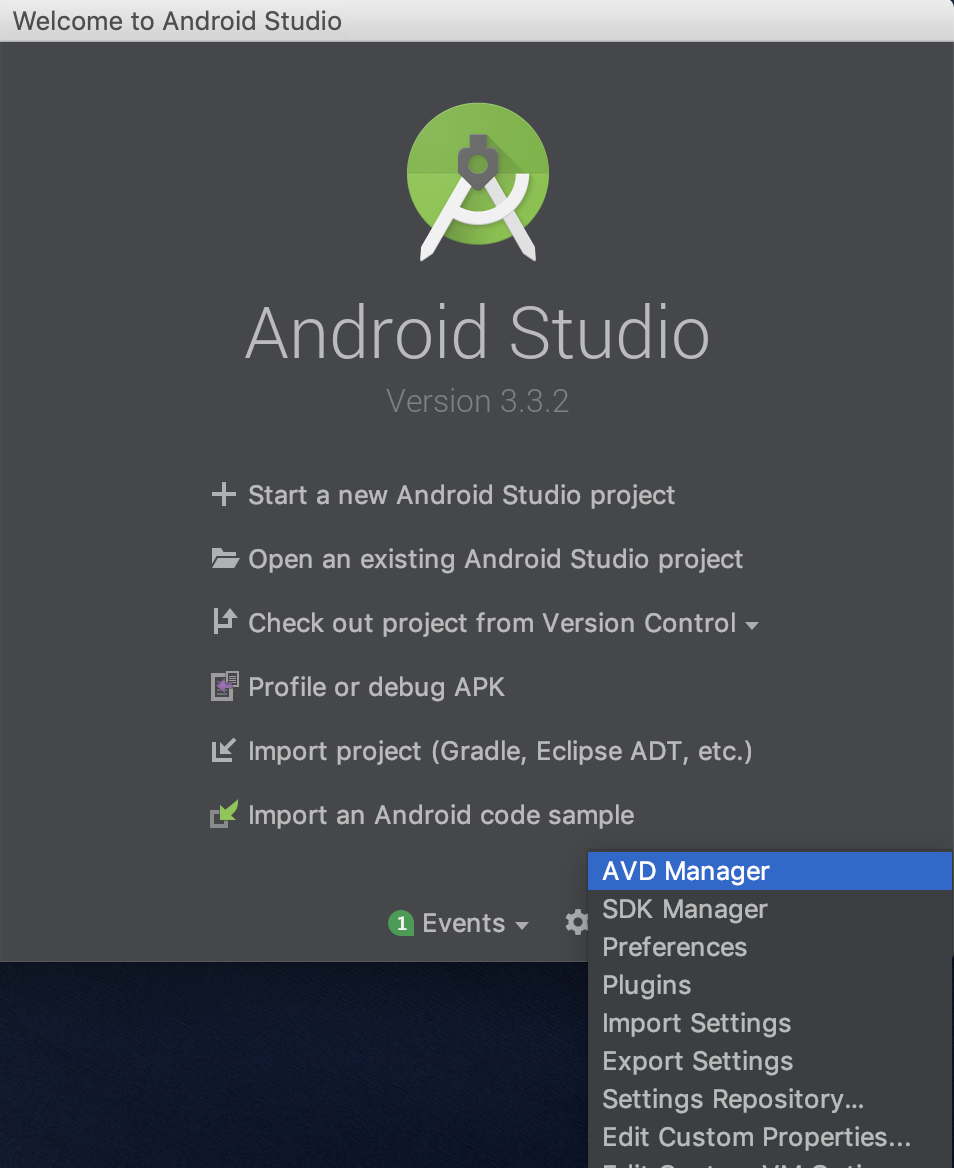 Welcome to Android Studio
Android Studio
Version 3.3.2
Start a new Android Studio project
Open an existing Android Studio project
Check out project from Version Control
Profile or debug APK
Import project (Gradle, Eclipse ADT, etc.)
Import an Android code sample
1 Events
AVD Manager
SDK Manager
Preferences
Plugins
Import Settings
Export Settings
Settings Repository...
Edit Custom Properties...